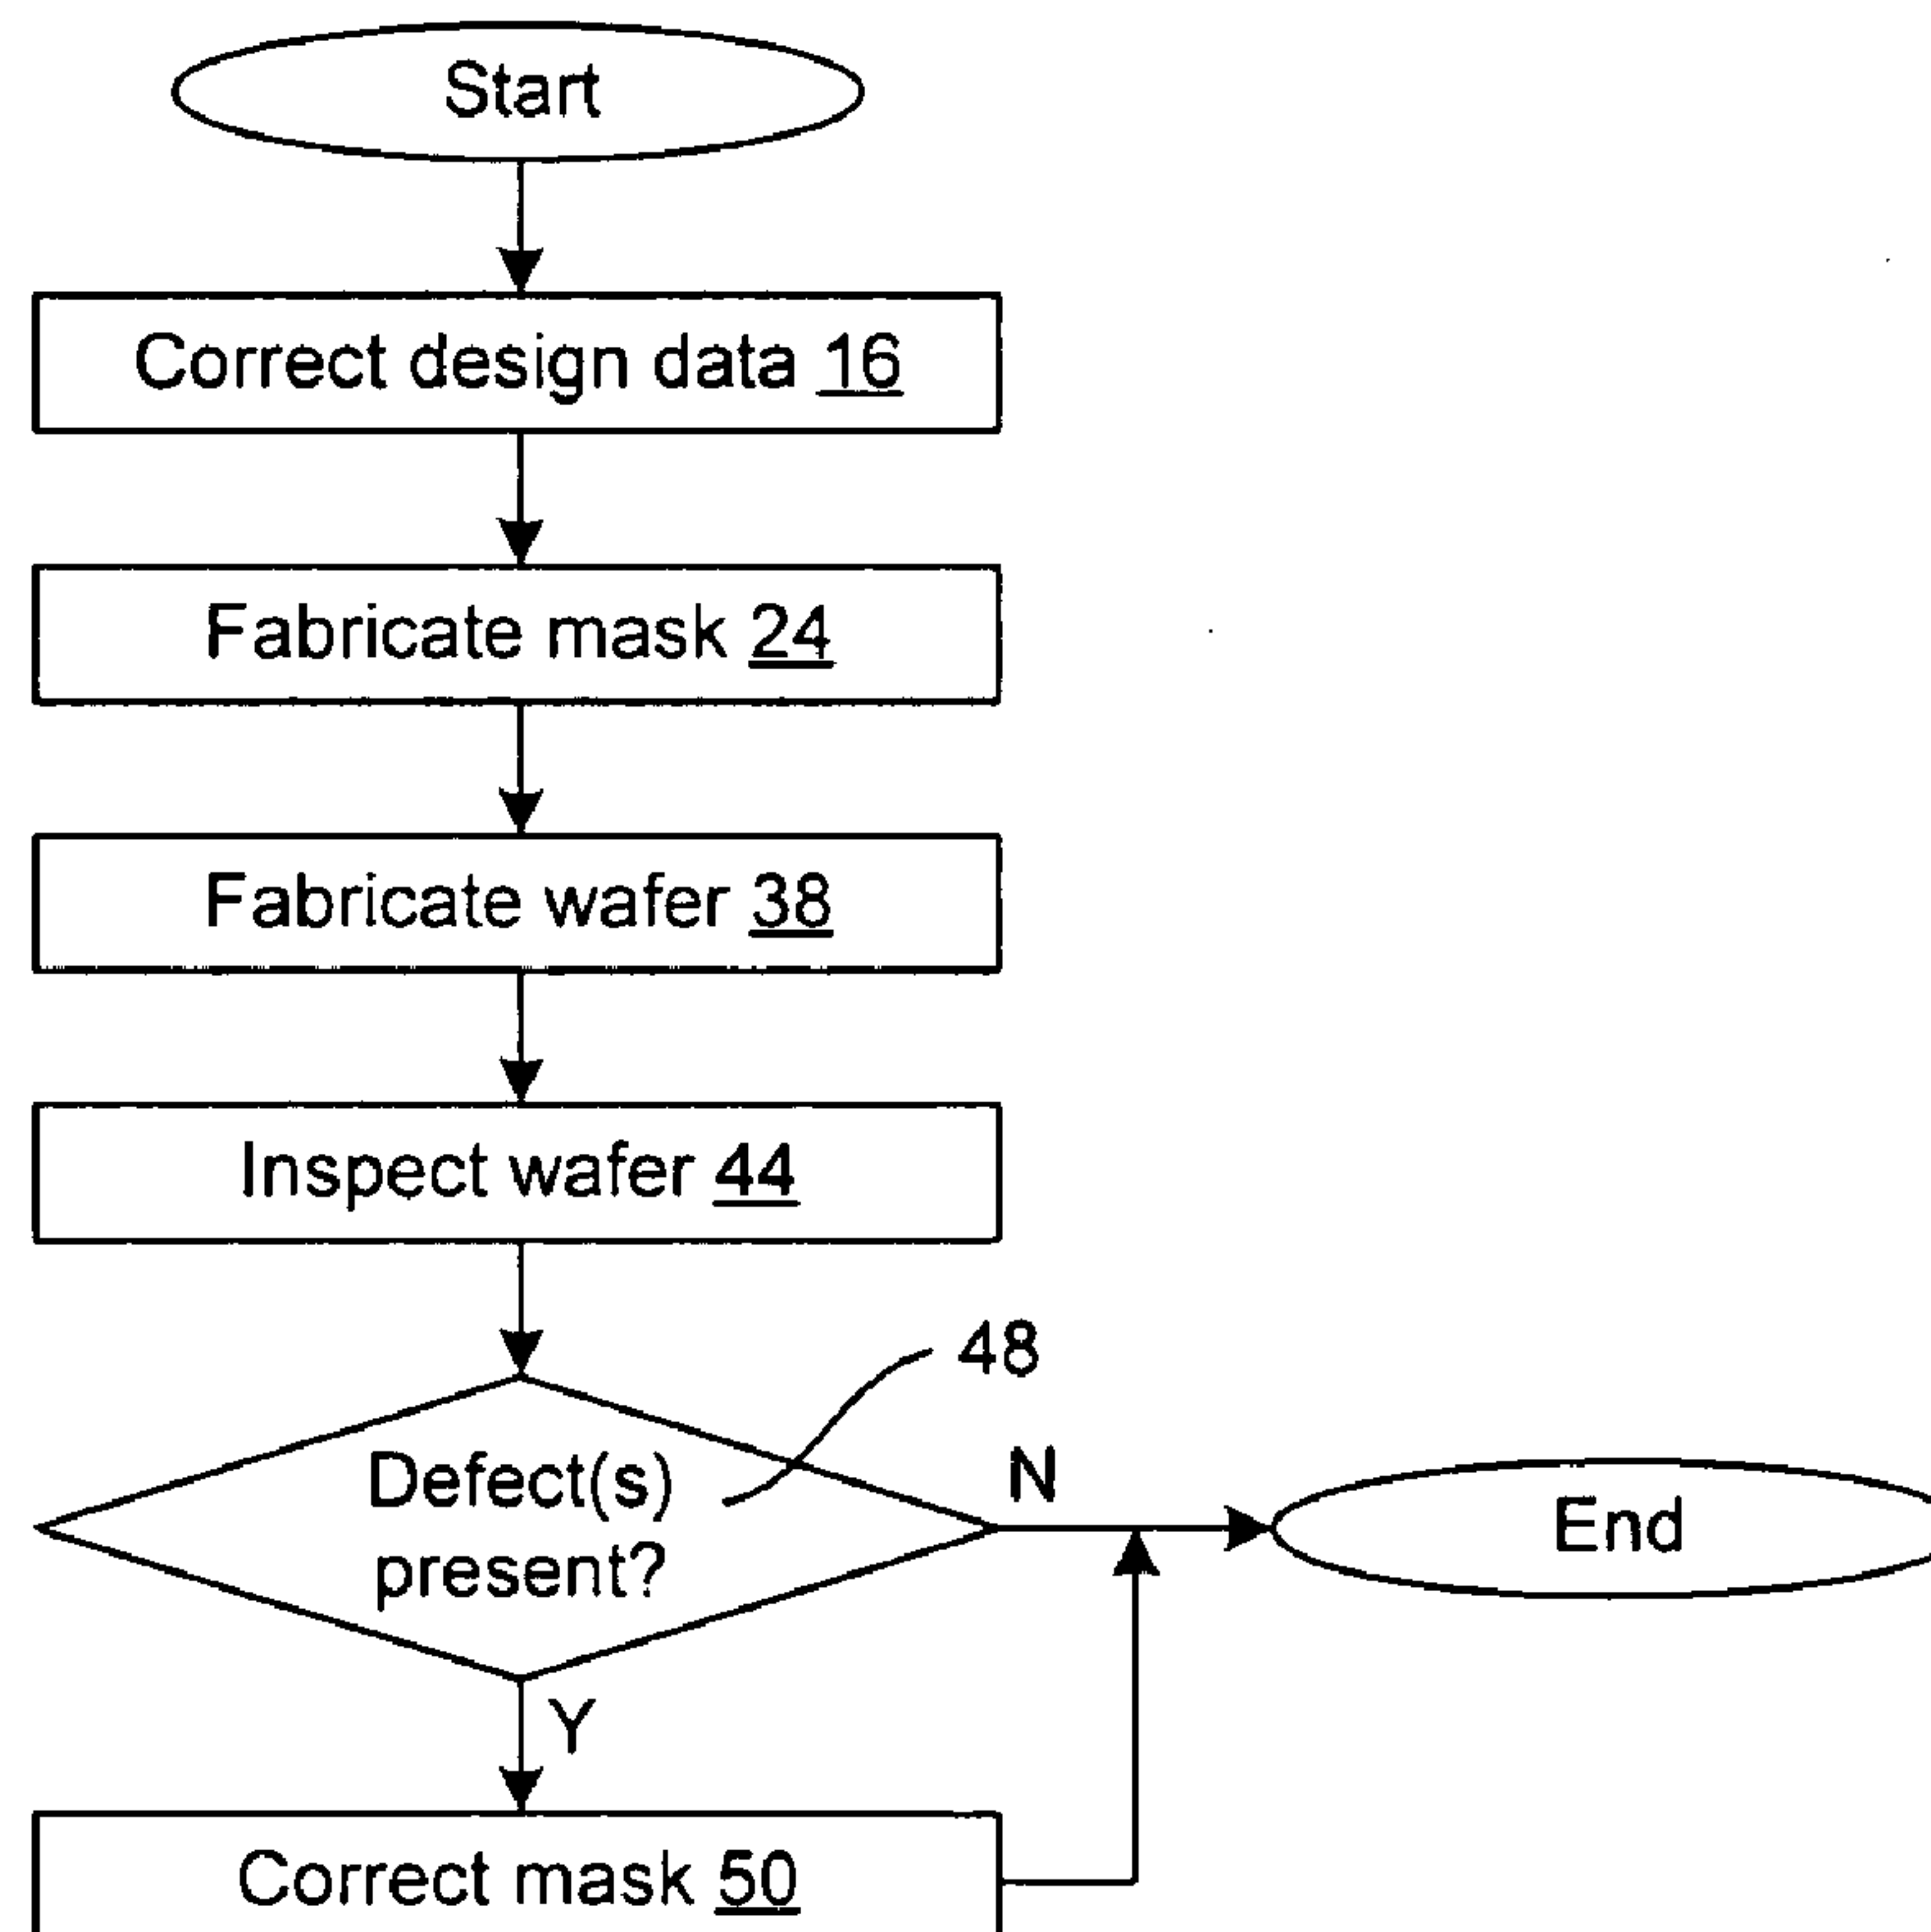 Start
Correct design data 16
Fabricate mask 24
Fabricate wafer 38
Inspect wafer 44
48
Defect(s)
present?
N
End
Y
Correct mask 50